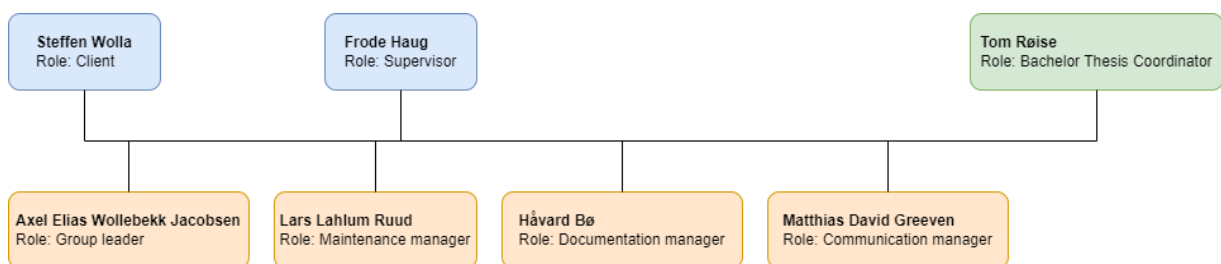 Steffen Wolla
Role: Client
Frode Haug
Role: Supervisor
Tom Røise
Role: Bachelor Thesis Coordinator
Axel Elias Wollebekk Jacobsen
Role: Group leader
Lars Lahlum Ruud
Role: Maintenance manager
Håvard Bø
Role: Documentation manager
Matthias David Greeven
Role: Communication manager